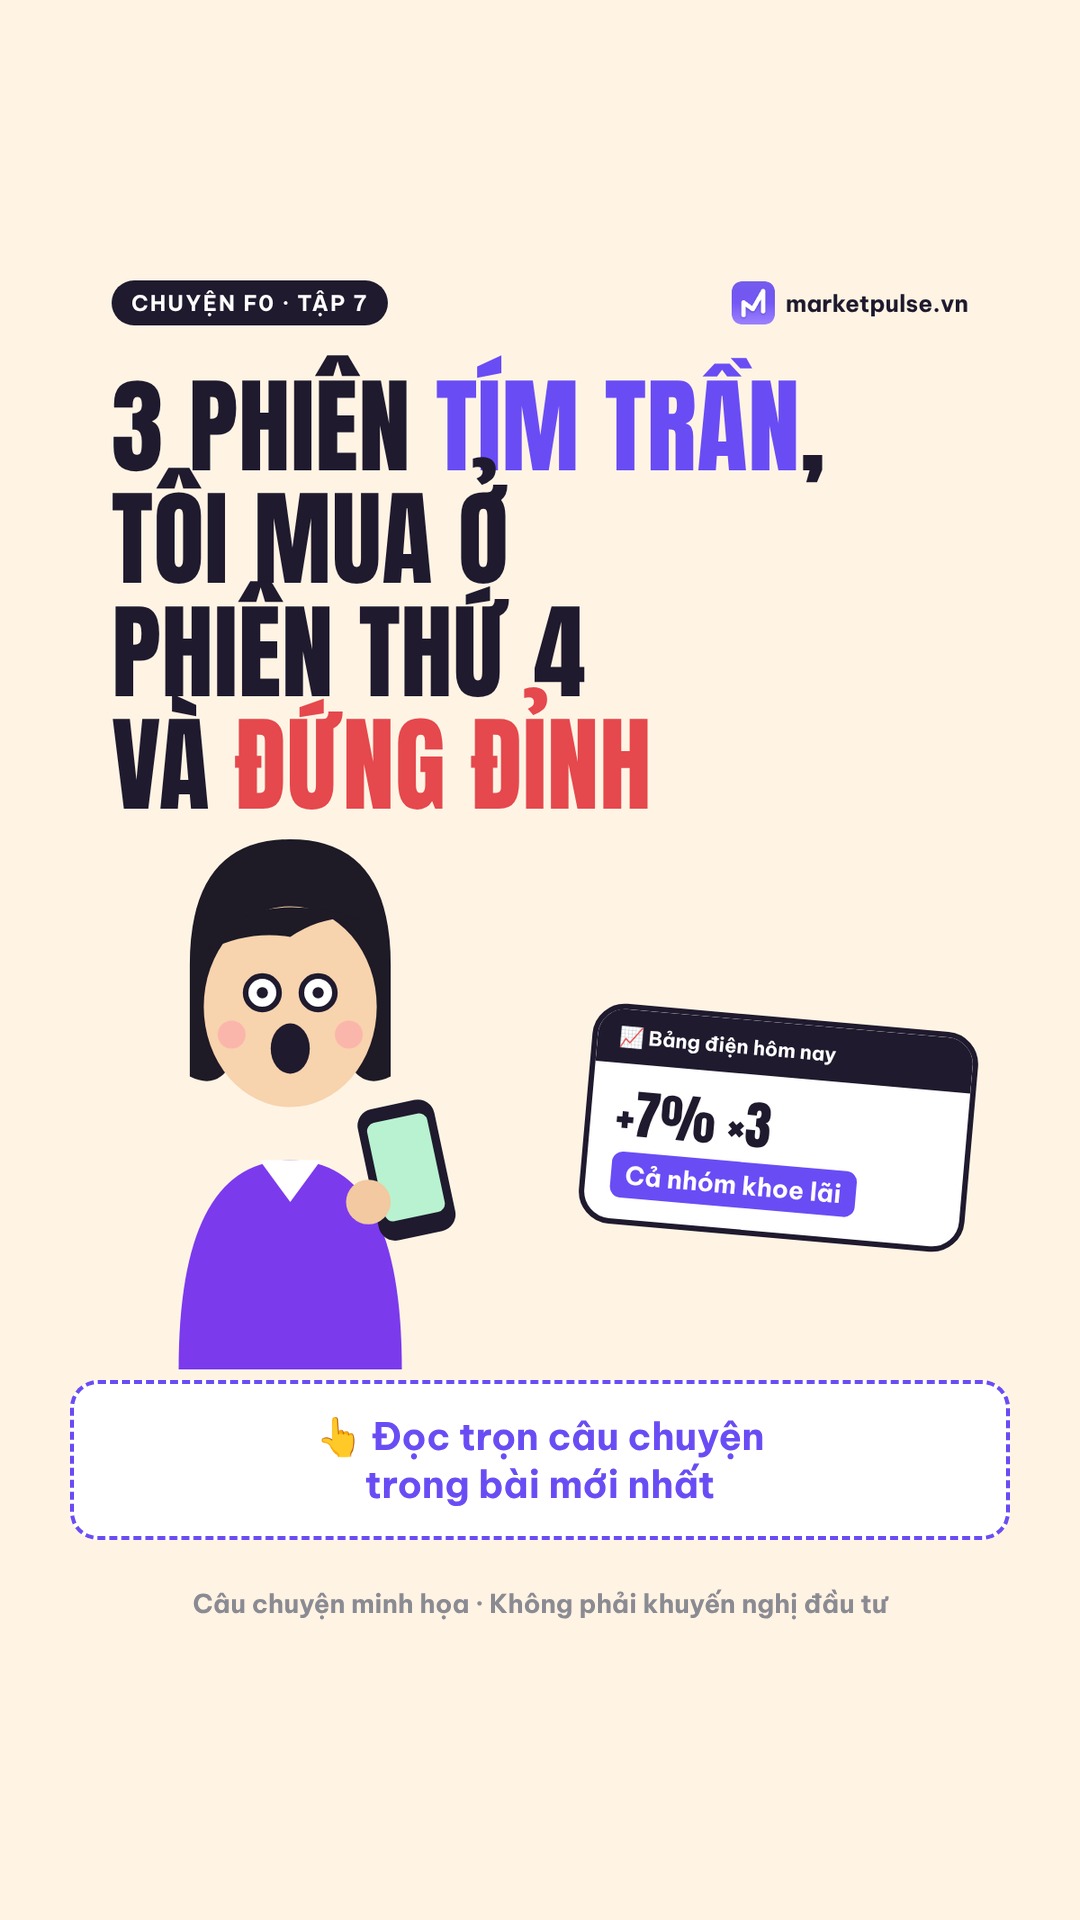 CHUYỆN F0 · TẬP 7
marketpulse.vn
3 PHIÊN TÍM TRẦN,
TÔI MUA Ở
PHIÊN THỨ 4
VÀ ĐỨNG ĐỈNH
📈 Bảng điện hôm nay
+7% ×3
Cả nhóm khoe lãi
👆 Đọc trọn câu chuyện
trong bài mới nhất
Câu chuyện minh họa · Không phải khuyến nghị đầu tư